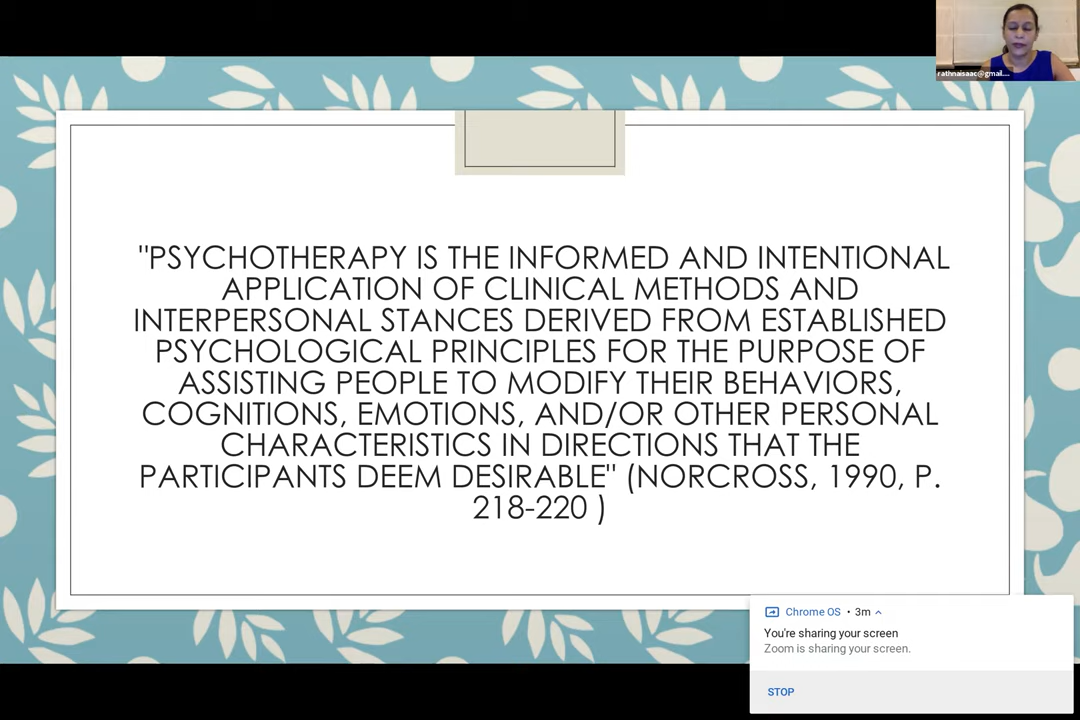 rathnaisaac@gmail....
"PSYCHOTHERAPY IS THE INFORMED AND INTENTIONAL
APPLICATION OF CLINICAL METHODS AND
INTERPERSONAL STANCES DERIVED FROM ESTABLISHED
PSYCHOLOGICAL PRINCIPLES FOR THE PURPOSE OF
ASSISTING PEOPLE TO MODIFY THEIR BEHAVIORS,
COGNITIONS, EMOTIONS, AND/OR OTHER PERSONAL
CHARACTERISTICS IN DIRECTIONS THAT THE
PARTICIPANTS DEEM DESIRABLE" (NORCROSS, 1990, P.
218-220 )
Chrome OS • 3m
You're sharing your screen
Zoom is sharing your screen.
STOP